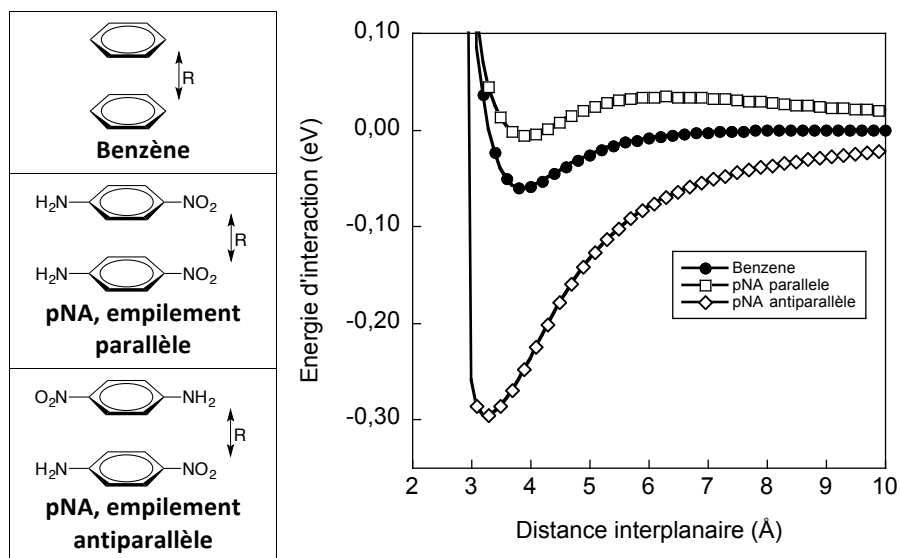 R
Benzène
H₂N
NO₂
R
H₂N
NO₂
pNA, empilement
parallèle
O₂N
NH₂
R
H₂N
NO₂
pNA, empilement
antiparallèle
Energie d'interaction (eV)
0,10
0,00
-0,10
-0,20
-0,30
Benzene
pNA parallele
pNA antiparallèle
2 3 4 5 6 7 8 9 10
Distance interplanaire (Å)